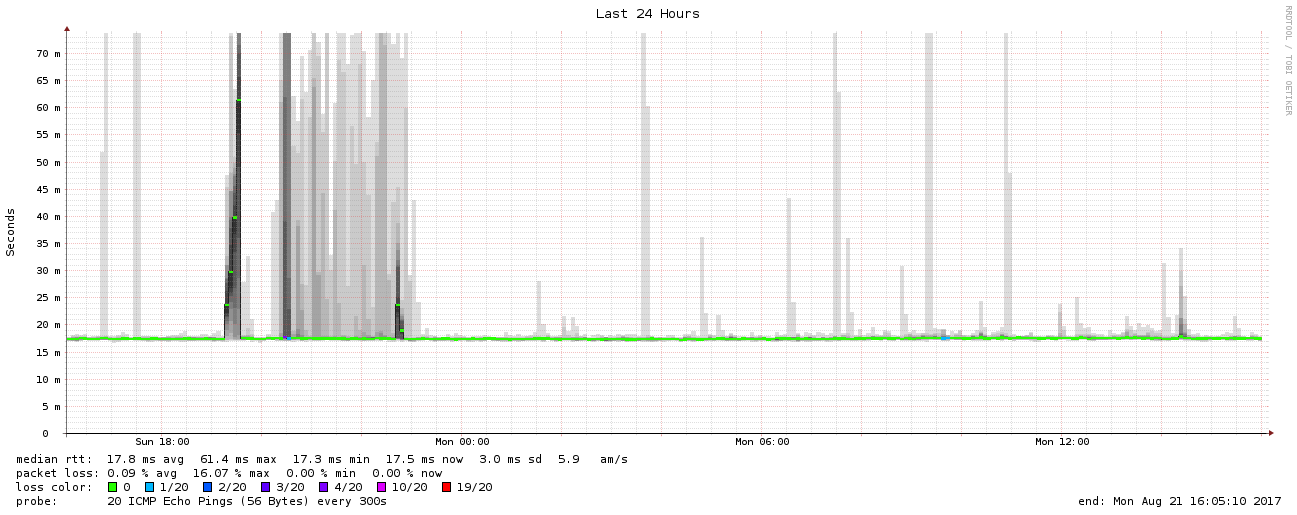 Last 24 Hours
RRDTOOL / TOBI OETIKER
Seconds
70 m
65 m
60 m
55 m
50 m
45 m
40 m
35 m
30 m
25 m
20 m
15 m
10 m
5 m
0
Sun 18:00 Mon 00:00 Mon 06:00 Mon 12:00
median rtt: 17.8 ms avg 61.4 ms max 17.3 ms min 17.5 ms now 3.0 ms sd 5.9 am/s
packet loss: 0.09 % avg 16.07 % max 0.00 % min 0.00 % now
loss color: 0 1/20 2/20 3/20 4/20 10/20 19/20
probe: 20 ICMP Echo Pings (56 Bytes) every 300s end: Mon Aug 21 16:05:10 2017